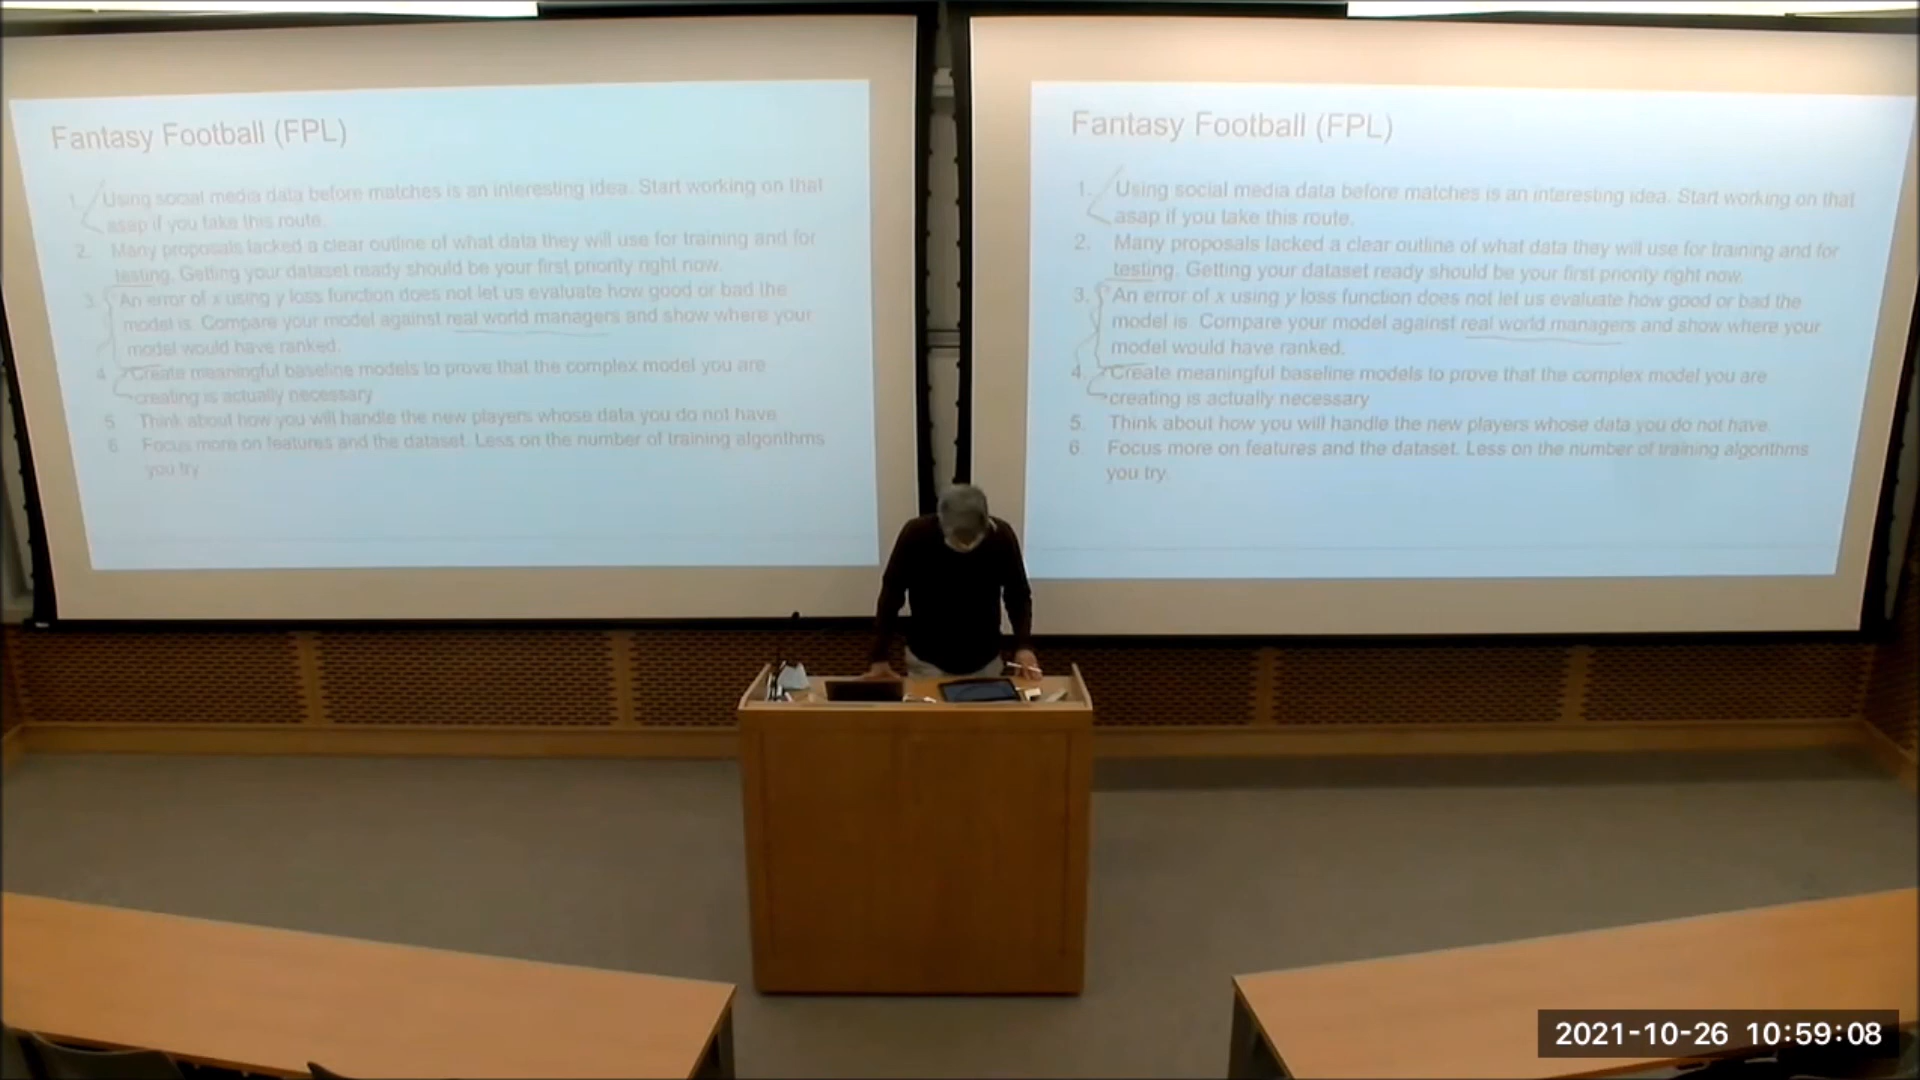 Fantasy Football (FPL)
1. Using social media data before matches is an interesting idea. Start working on that
asap if you take this route.
2. Many proposals lacked a clear outline of what data they will use for training and for
testing. Getting your dataset ready should be your first priority right now.
3. An error of x using y loss function does not let us evaluate how good or bad the
model is. Compare your model against real world managers and show where your
model would have ranked.
4. Create meaningful baseline models to prove that the complex model you are
creating is actually necessary
5. Think about how you will handle the new players whose data you do not have
6. Focus more on features and the dataset. Less on the number of training algorithms
you try
Fantasy Football (FPL)
1. Using social media data before matches is an interesting idea. Start working on that
asap if you take this route.
2. Many proposals lacked a clear outline of what data they will use for training and for
testing. Getting your dataset ready should be your first priority right now.
3. An error of x using y loss function does not let us evaluate how good or bad the
model is. Compare your model against real world managers and show where your
model would have ranked.
4. Create meaningful baseline models to prove that the complex model you are
creating is actually necessary
5. Think about how you will handle the new players whose data you do not have.
6. Focus more on features and the dataset. Less on the number of training algorithms
you try.
2021-10-26 10:59:08